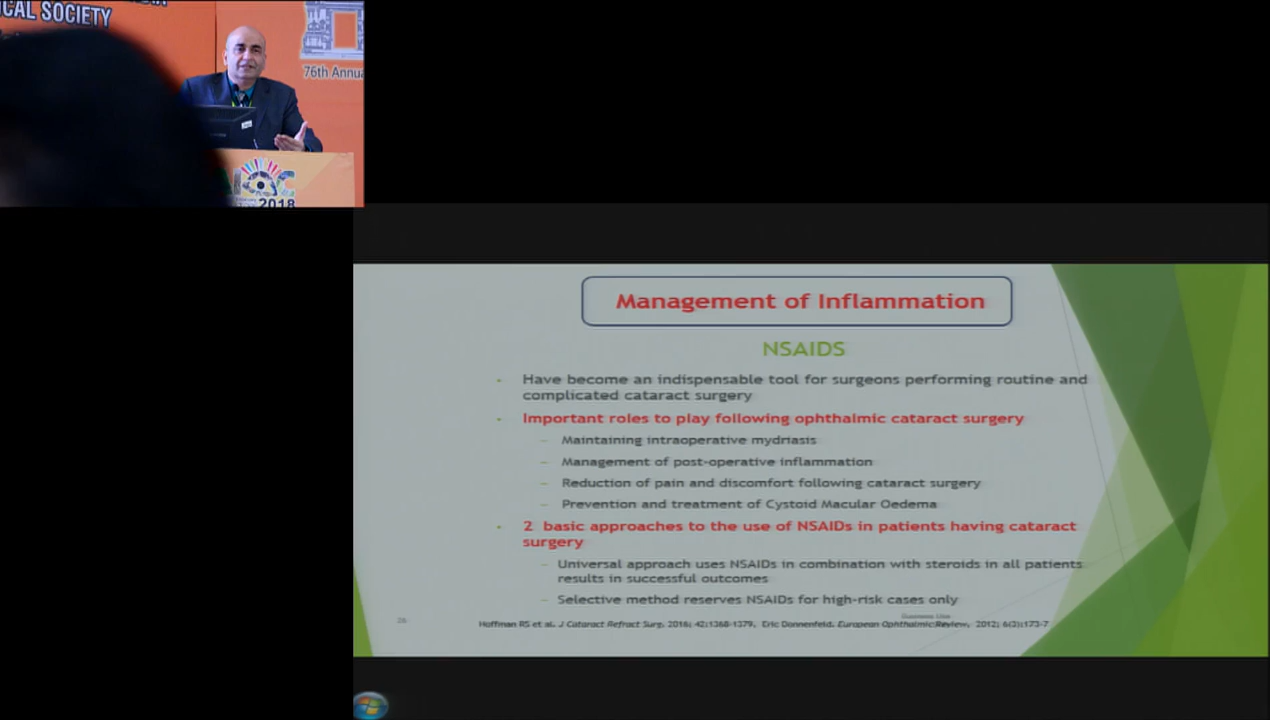 ICAL SOCIETY
76th Annua
2018
Management of Inflammation
NSAIDS
Have become an indispensable tool for surgeons performing routine and
complicated cataract surgery
Important roles to play following ophthalmic cataract surgery
Maintaining intraoperative mydriasis
Management of post-operative inflammation
Reduction of pain and discomfort following cataract surgery
Prevention and treatment of Cystoid Macular Oedema
2 basic approaches to the use of NSAIDs in patients having cataract
surgery
Universal approach uses NSAIDs in combination with steroids in all patients
results in successful outcomes
Selective method reserves NSAIDs for high-risk cases only
Business Use
26
Hoffman RS et al. J Cataract Refract Surg. 2016; 42:1368-1379. Eric Donnenfeld. European Ophthalmic Review, 2012; 6(3):173-7